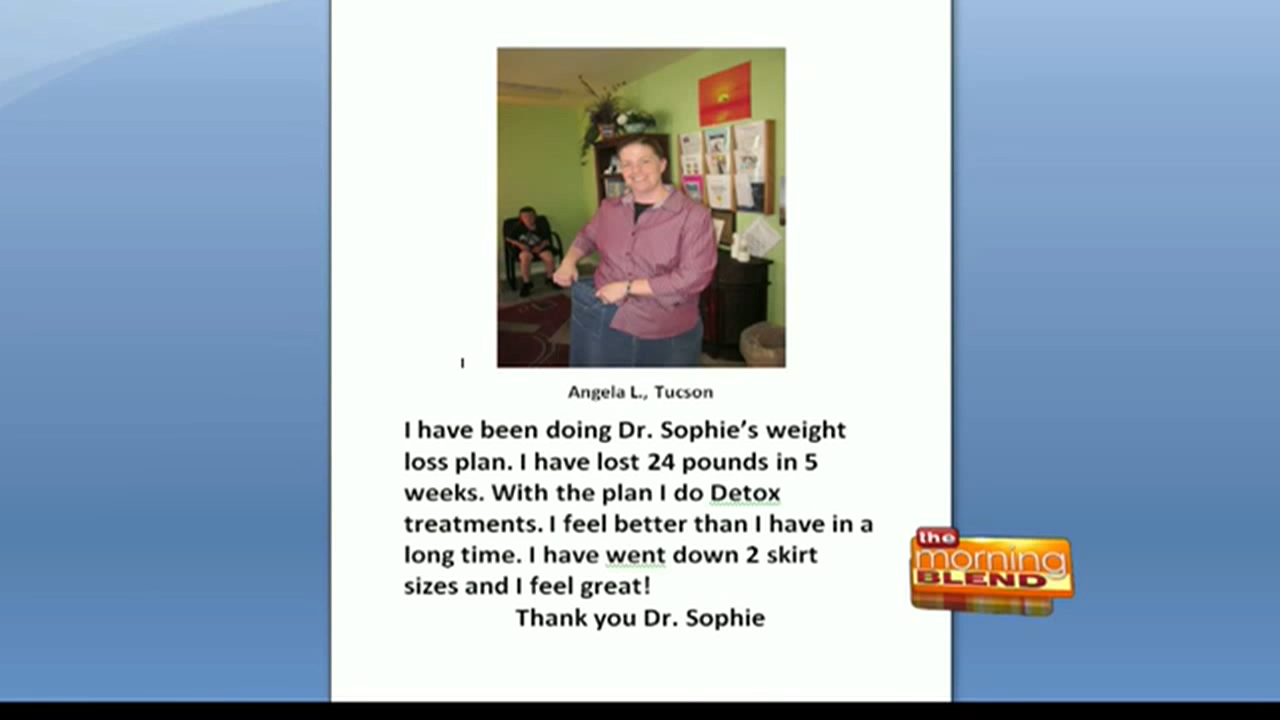 Angela L., Tucson
I have been doing Dr. Sophie's weight
loss plan. I have lost 24 pounds in 5
weeks. With the plan I do Detox
treatments. I feel better than I have in a
long time. I have went down 2 skirt
sizes and I feel great!
Thank you Dr. Sophie
the
morning
BLEND